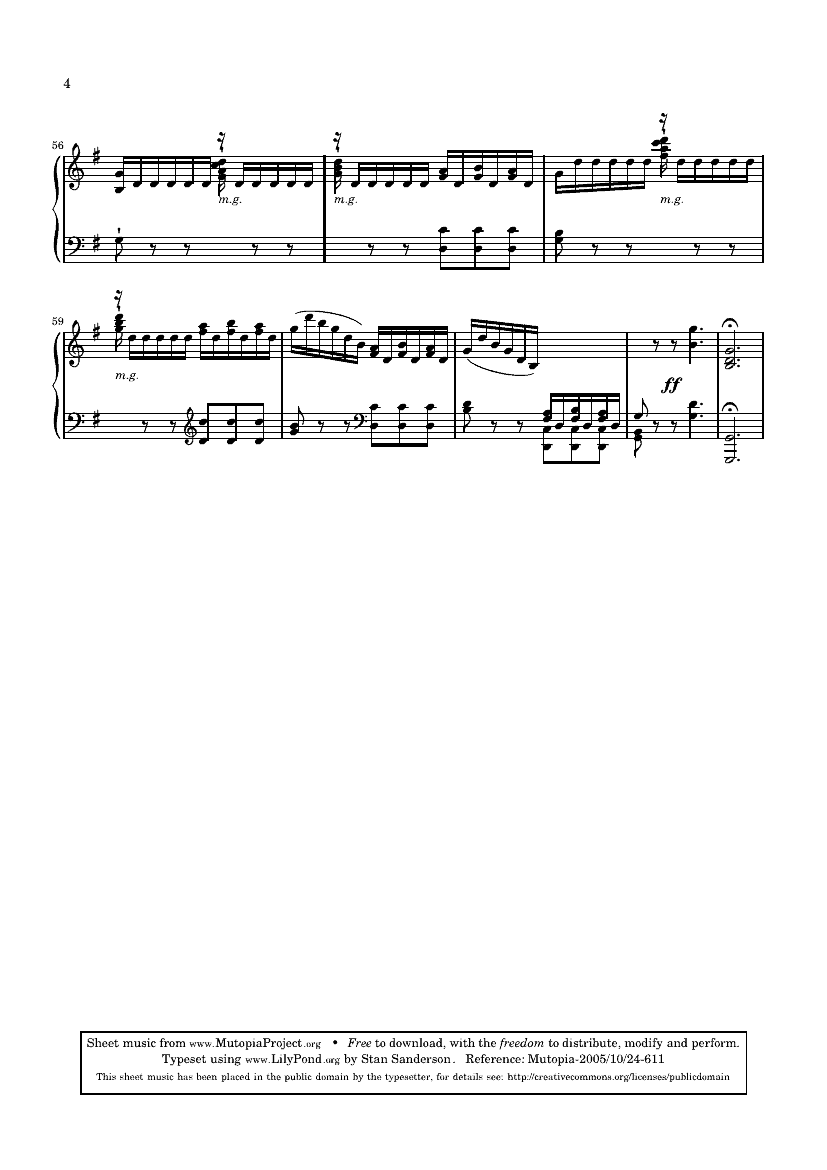 4
56
m.g.
m.g.
m.g.
59
m.g.
ff
Sheet music from www.MutopiaProject.org • Free to download, with the freedom to distribute, modify and perform.
Typeset using www.LilyPond.org by Stan Sanderson. Reference: Mutopia-2005/10/24-611
This sheet music has been placed in the public domain by the typesetter, for details see: http://creativecommons.org/licenses/publicdomain